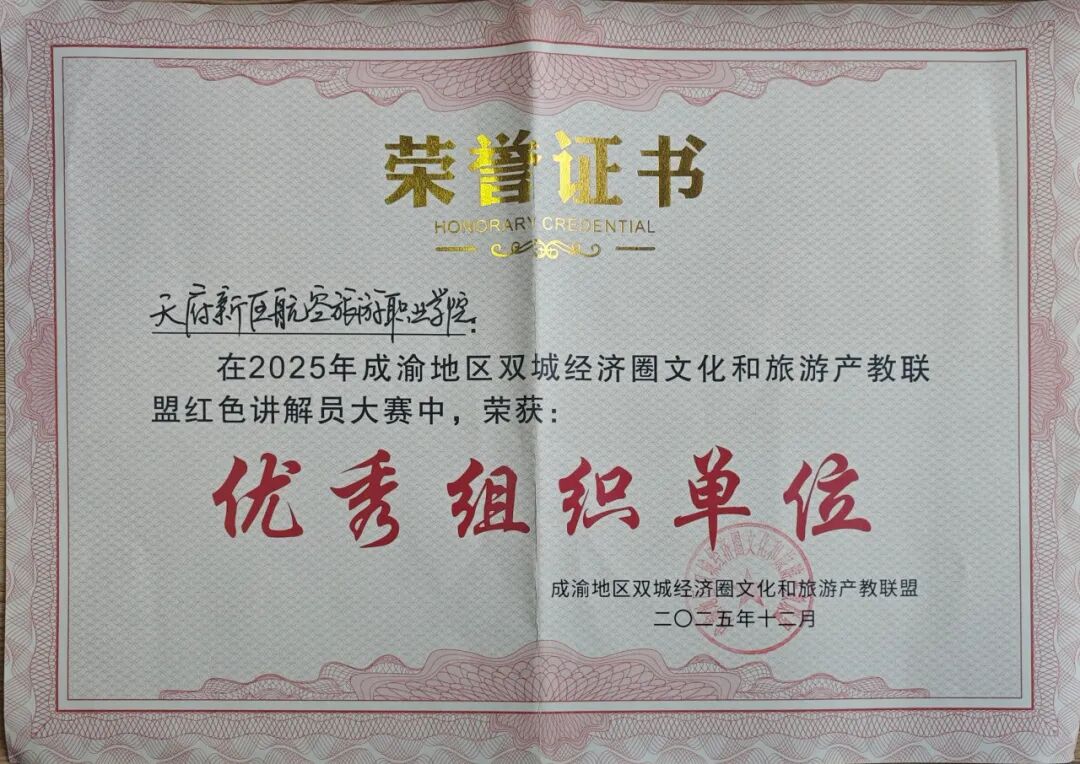 荣誉证书
HONORARY CREDENTIAL
天府新区航空旅游职业学院：
在2025年成渝地区双城经济圈文化和旅游产教联
盟红色讲解员大赛中，荣获：
优秀组织单位
成渝地区双城经济圈文化和旅游产教联盟
二〇二五年十二月